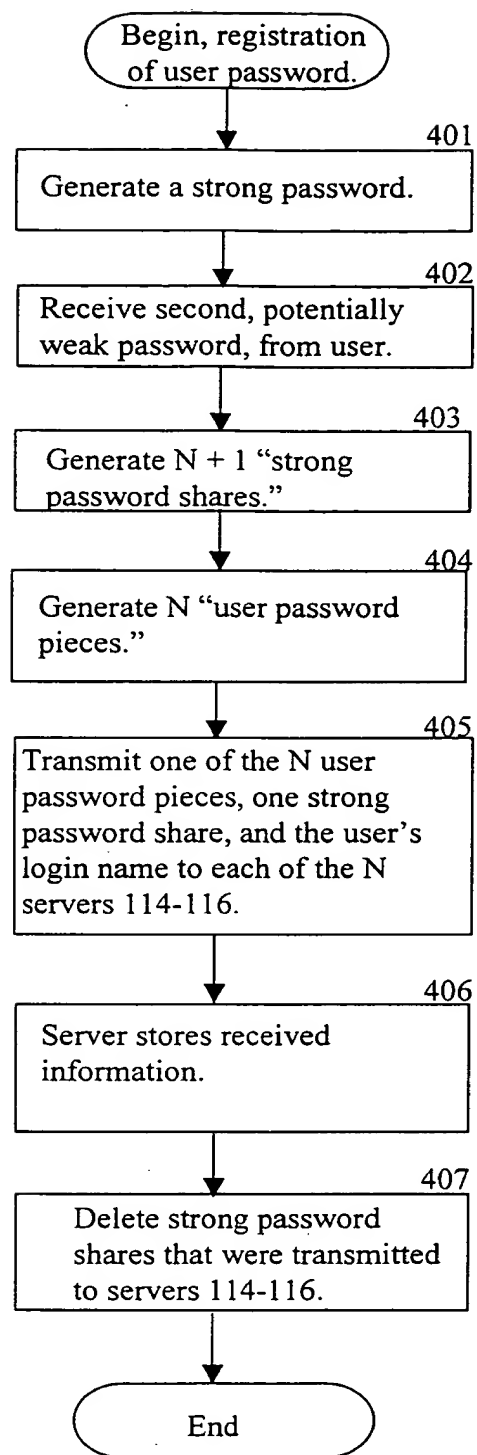 Begin, registration
of user password.
401
Generate a strong password.
402
Receive second, potentially
weak password, from user.
403
Generate N + 1 “strong
password shares.”
404
Generate N “user password
pieces.”
405
Transmit one of the N user
password pieces, one strong
password share, and the user’s
login name to each of the N
servers 114-116.
406
Server stores received
information.
407
Delete strong password
shares that were transmitted
to servers 114-116.
End